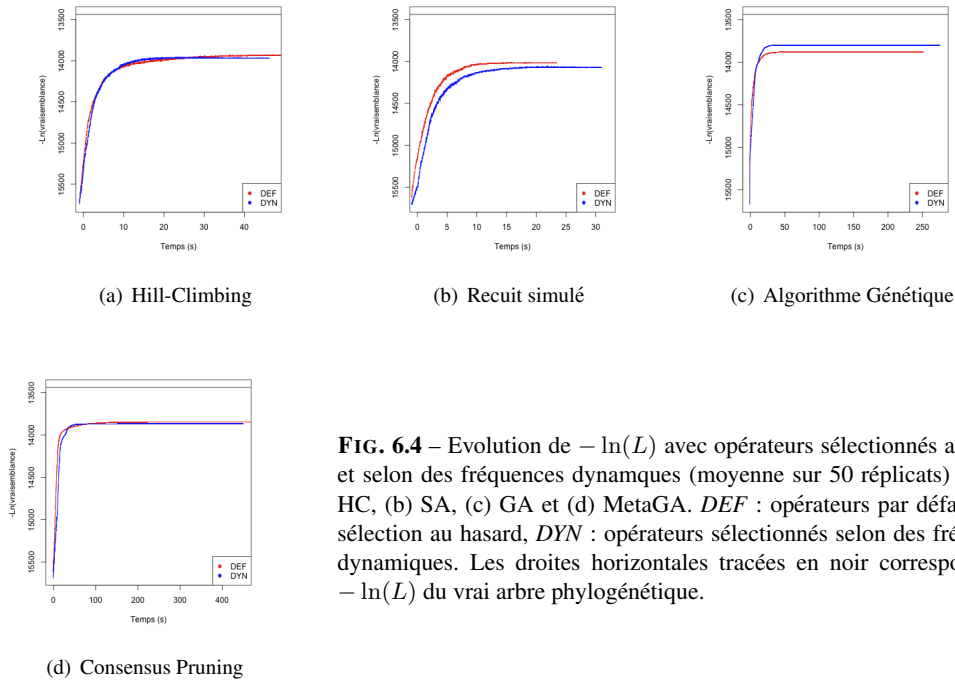 13500
14000
14500
15000
15500
-Ln(vraisemblance)
DEF
DYN
0 10 20 30 40
Temps (s)
(a) Hill-Climbing
13500
14000
14500
15000
15500
-Ln(vraisemblance)
DEF
DYN
0 5 10 15 20 25 30
Temps (s)
(b) Recuit simulé
13500
14000
14500
15000
15500
-Ln(vraisemblance)
DEF
DYN
0 50 100 150 200 250
Temps (s)
(c) Algorithme Génétique
13500
14000
14500
15000
15500
-Ln(vraisemblance)
DEF
DYN
0 100 200 300 400
Temps (s)
(d) Consensus Pruning
FIG. 6.4 – Evolution de − ln(L) avec opérateurs sélectionnés a
et selon des fréquences dynamques (moyenne sur 50 réplicats)
HC, (b) SA, (c) GA et (d) MetaGA. DEF : opérateurs par défa
sélection au hasard, DYN : opérateurs sélectionnés selon des fré
dynamiques. Les droites horizontales tracées en noir correspo
− ln(L) du vrai arbre phylogénétique.